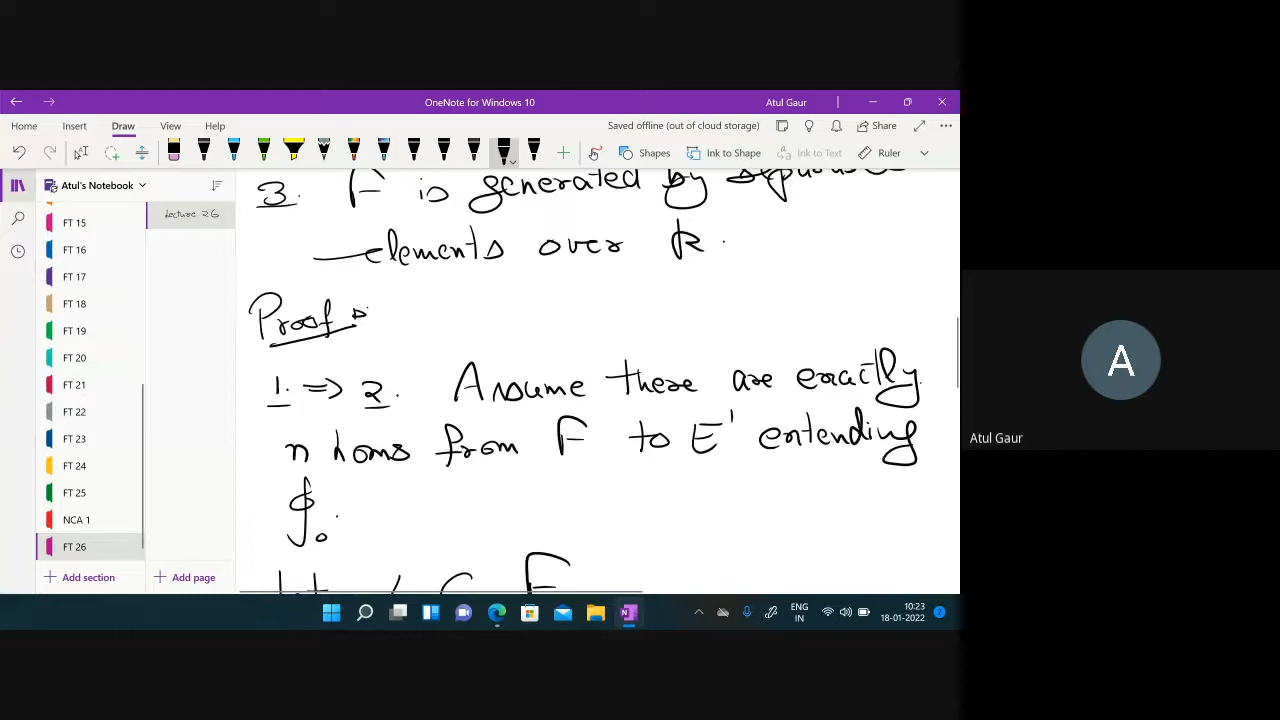 OneNote for Windows 10
Atul Gaur
Home Insert Draw View Help
Saved offline (out of cloud storage)
Share
Shapes
Ink to Shape
Ink to Text
Ruler
Atul's Notebook
FT 15
FT 16
FT 17
FT 18
FT 19
FT 20
FT 21
FT 22
FT 23
FT 24
FT 25
NCA 1
FT 26
Add section
Lecture 26
Add page
3. F is generated by
elements over k.
Proof
1. => 2. Assume there are exactly
n homs from F to E' extending
ϕ₀.
F
Atul Gaur
A
ENG
IN
10:23
18-01-2022
2